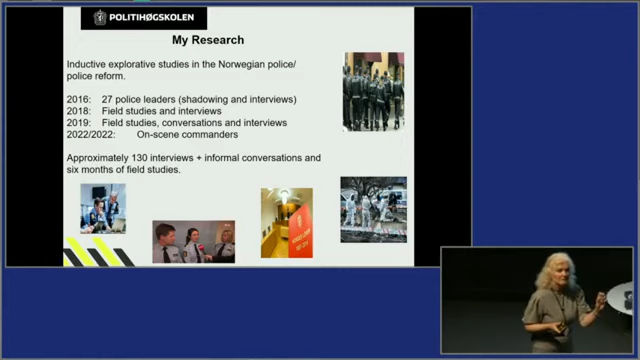 POLITIHØGSKOLEN
My Research
Inductive explorative studies in the Norwegian police/
police reform.
2016: 27 police leaders (shadowing and interviews)
2018: Field studies and interviews
2019: Field studies, conversations and interviews
2022/2022: On-scene commanders
Approximately 130 interviews + informal conversations and
six months of field studies.